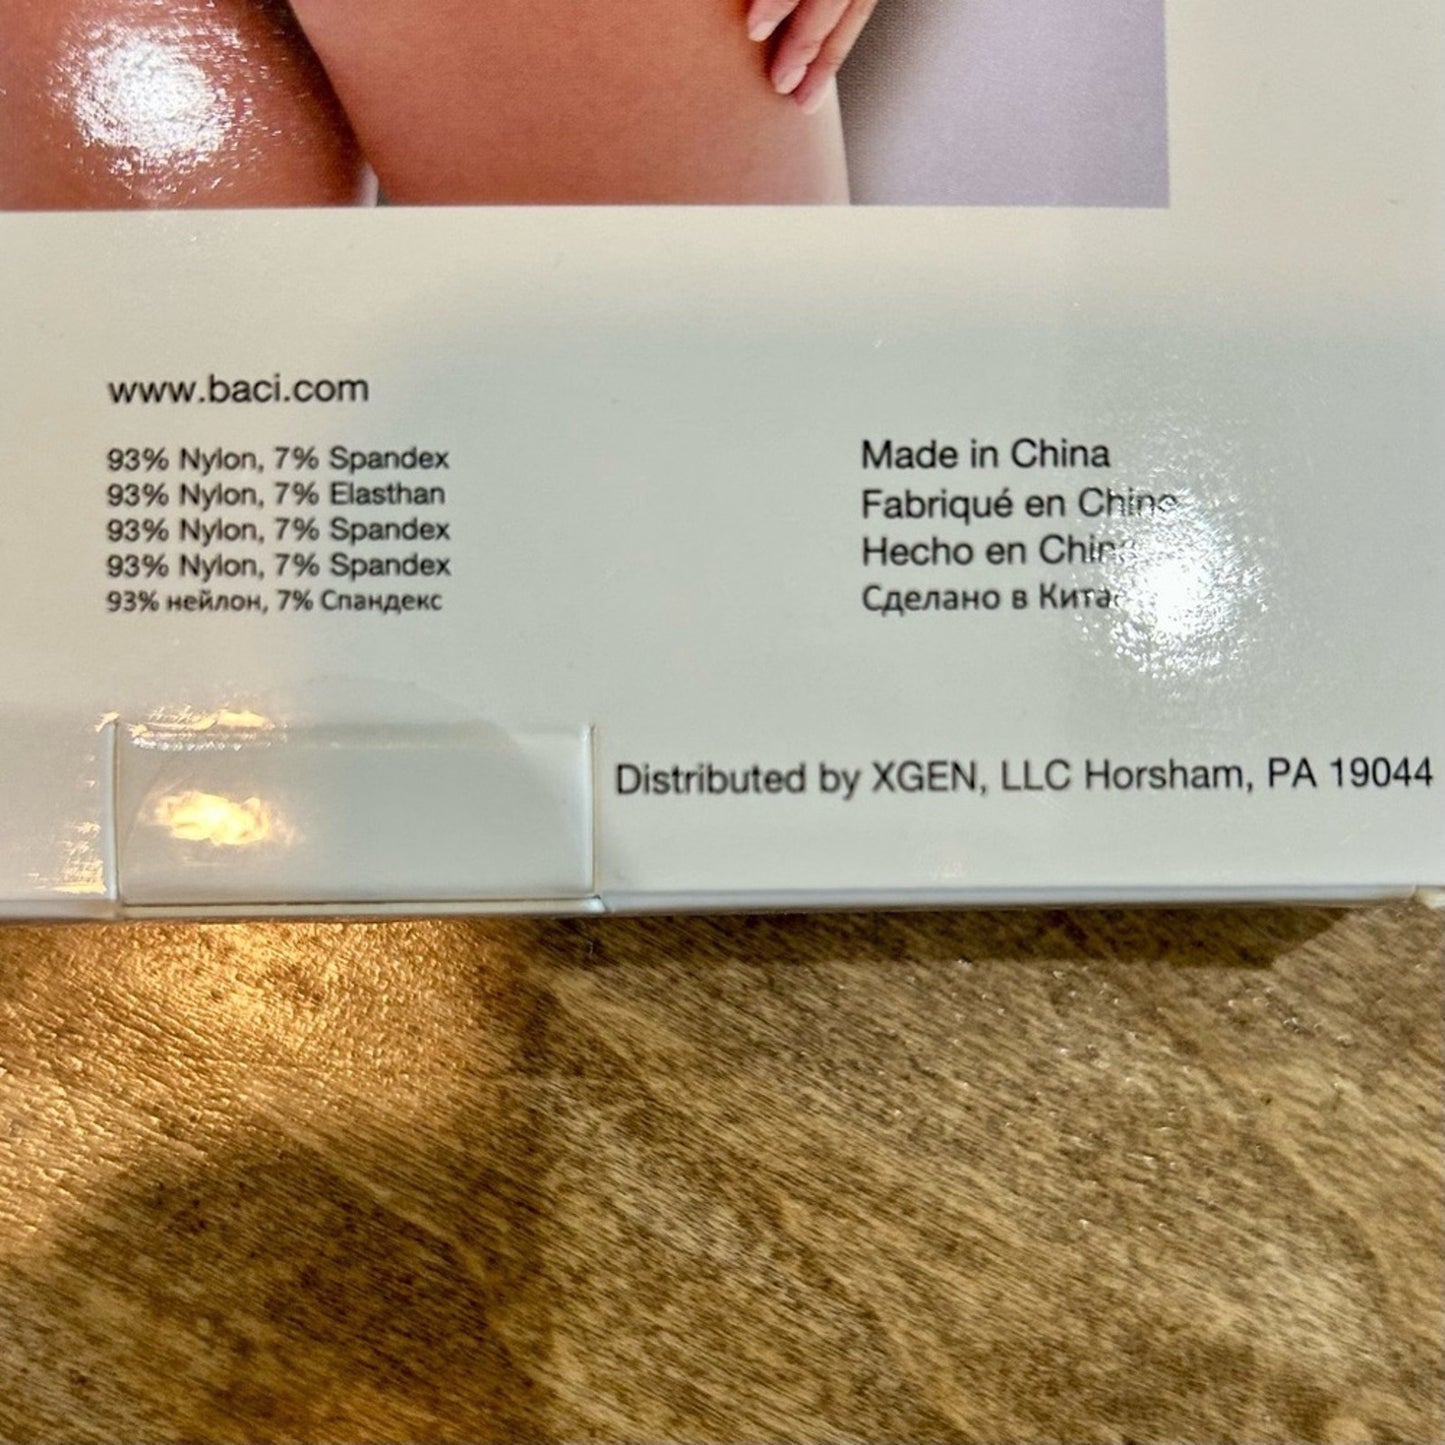 www.baci.com
93% Nylon, 7% Spandex
93% Nylon, 7% Elasthan
93% Nylon, 7% Spandex
93% Nylon, 7% Spandex
93% нейлон, 7% Спандекс
Made in China
Fabriqué en Chine
Hecho en China
Сделано в
Distributed by XGEN, LLC Horsham, PA 19044